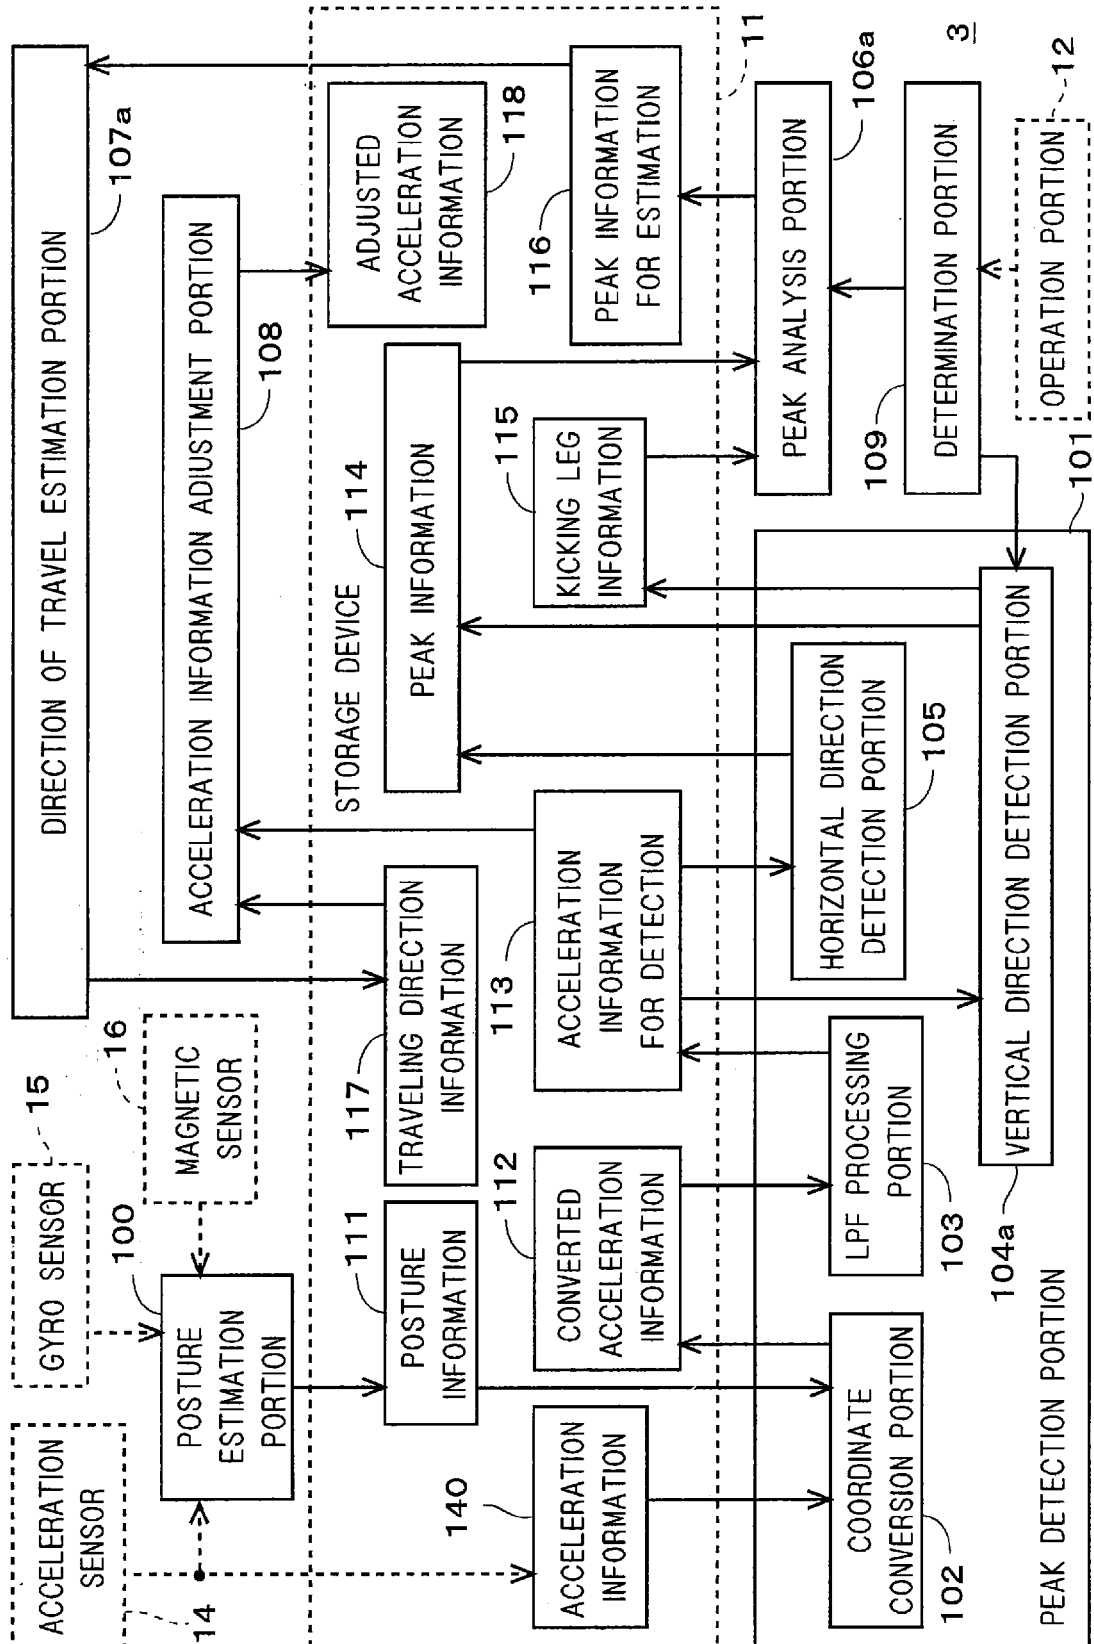 ACCELERATION
SENSOR
14
GYRO SENSOR
15
MAGNETIC
SENSOR
16
POSTURE
ESTIMATION
PORTION
100
DIRECTION OF TRAVEL ESTIMATION PORTION
107a
ACCELERATION INFORMATION ADJUSTMENT PORTION
108
STORAGE DEVICE
11
POSTURE
INFORMATION
111
TRAVELING DIRECTION
INFORMATION
117
PEAK INFORMATION
114
ADJUSTED
ACCELERATION
INFORMATION
118
ACCELERATION
INFORMATION
140
CONVERTED
ACCELERATION
INFORMATION
112
ACCELERATION
INFORMATION
FOR DETECTION
113
KICKING LEG
INFORMATION
115
PEAK INFORMATION
FOR ESTIMATION
116
COORDINATE
CONVERSION PORTION
102
LPF PROCESSING
PORTION
103
HORIZONTAL DIRECTION
DETECTION PORTION
105
PEAK ANALYSIS PORTION
106a
VERTICAL DIRECTION DETECTION PORTION
104a
DETERMINATION PORTION
109
OPERATION PORTION
12
PEAK DETECTION PORTION
101
3